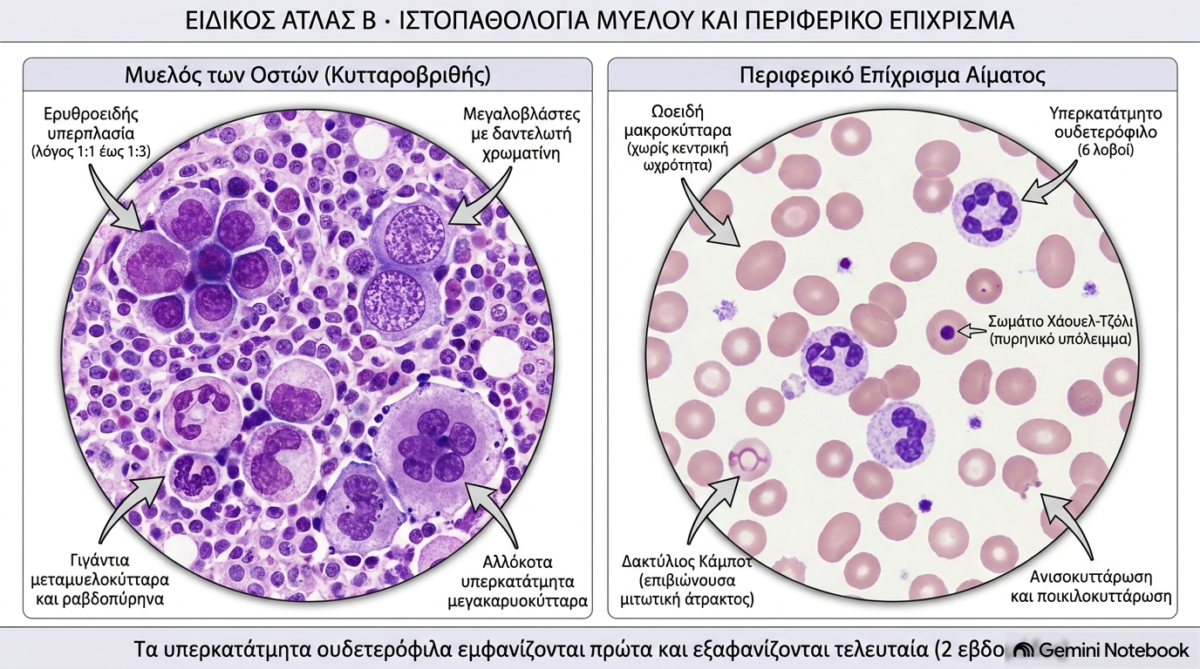 ΕΙΔΙΚΟΣ ΑΤΛΑΣ Β · ΙΣΤΟΠΑΘΟΛΟΓΙΑ ΜΥΕΛΟΥ ΚΑΙ ΠΕΡΙΦΕΡΙΚΟ ΕΠΙΧΡΙΣΜΑ
Μυελός των Οστών (Κυτταροβριθής)
Ερυθροειδής
υπερπλασία
(λόγος 1:1 έως 1:3)
Μεγαλοβλάστες
με δαντελωτή
χρωματίνη
Γιγάντια
μεταμυελοκύτταρα
και ραβδοπύρηνα
Αλλόκοτα
υπερκατάτμητα
μεγακαρυοκύτταρα
Περιφερικό Επίχρισμα Αίματος
Ωοειδή
μακροκύτταρα
(χωρίς κεντρική
ωχρότητα)
Υπερκατάτμητο
ουδετερόφιλο
(6 λοβοί)
Σωμάτιο Χάουελ-Τζόλι
(πυρηνικό υπόλειμμα)
Δακτύλιος Κάμποτ
(επιβιώνουσα
μιτωτική άτρακτος)
Ανισοκυττάρωση
και ποικιλοκυττάρωση
Τα υπερκατάτμητα ουδετερόφιλα εμφανίζονται πρώτα και εξαφανίζονται τελευταία (2 εβδο
Gemini Notebook